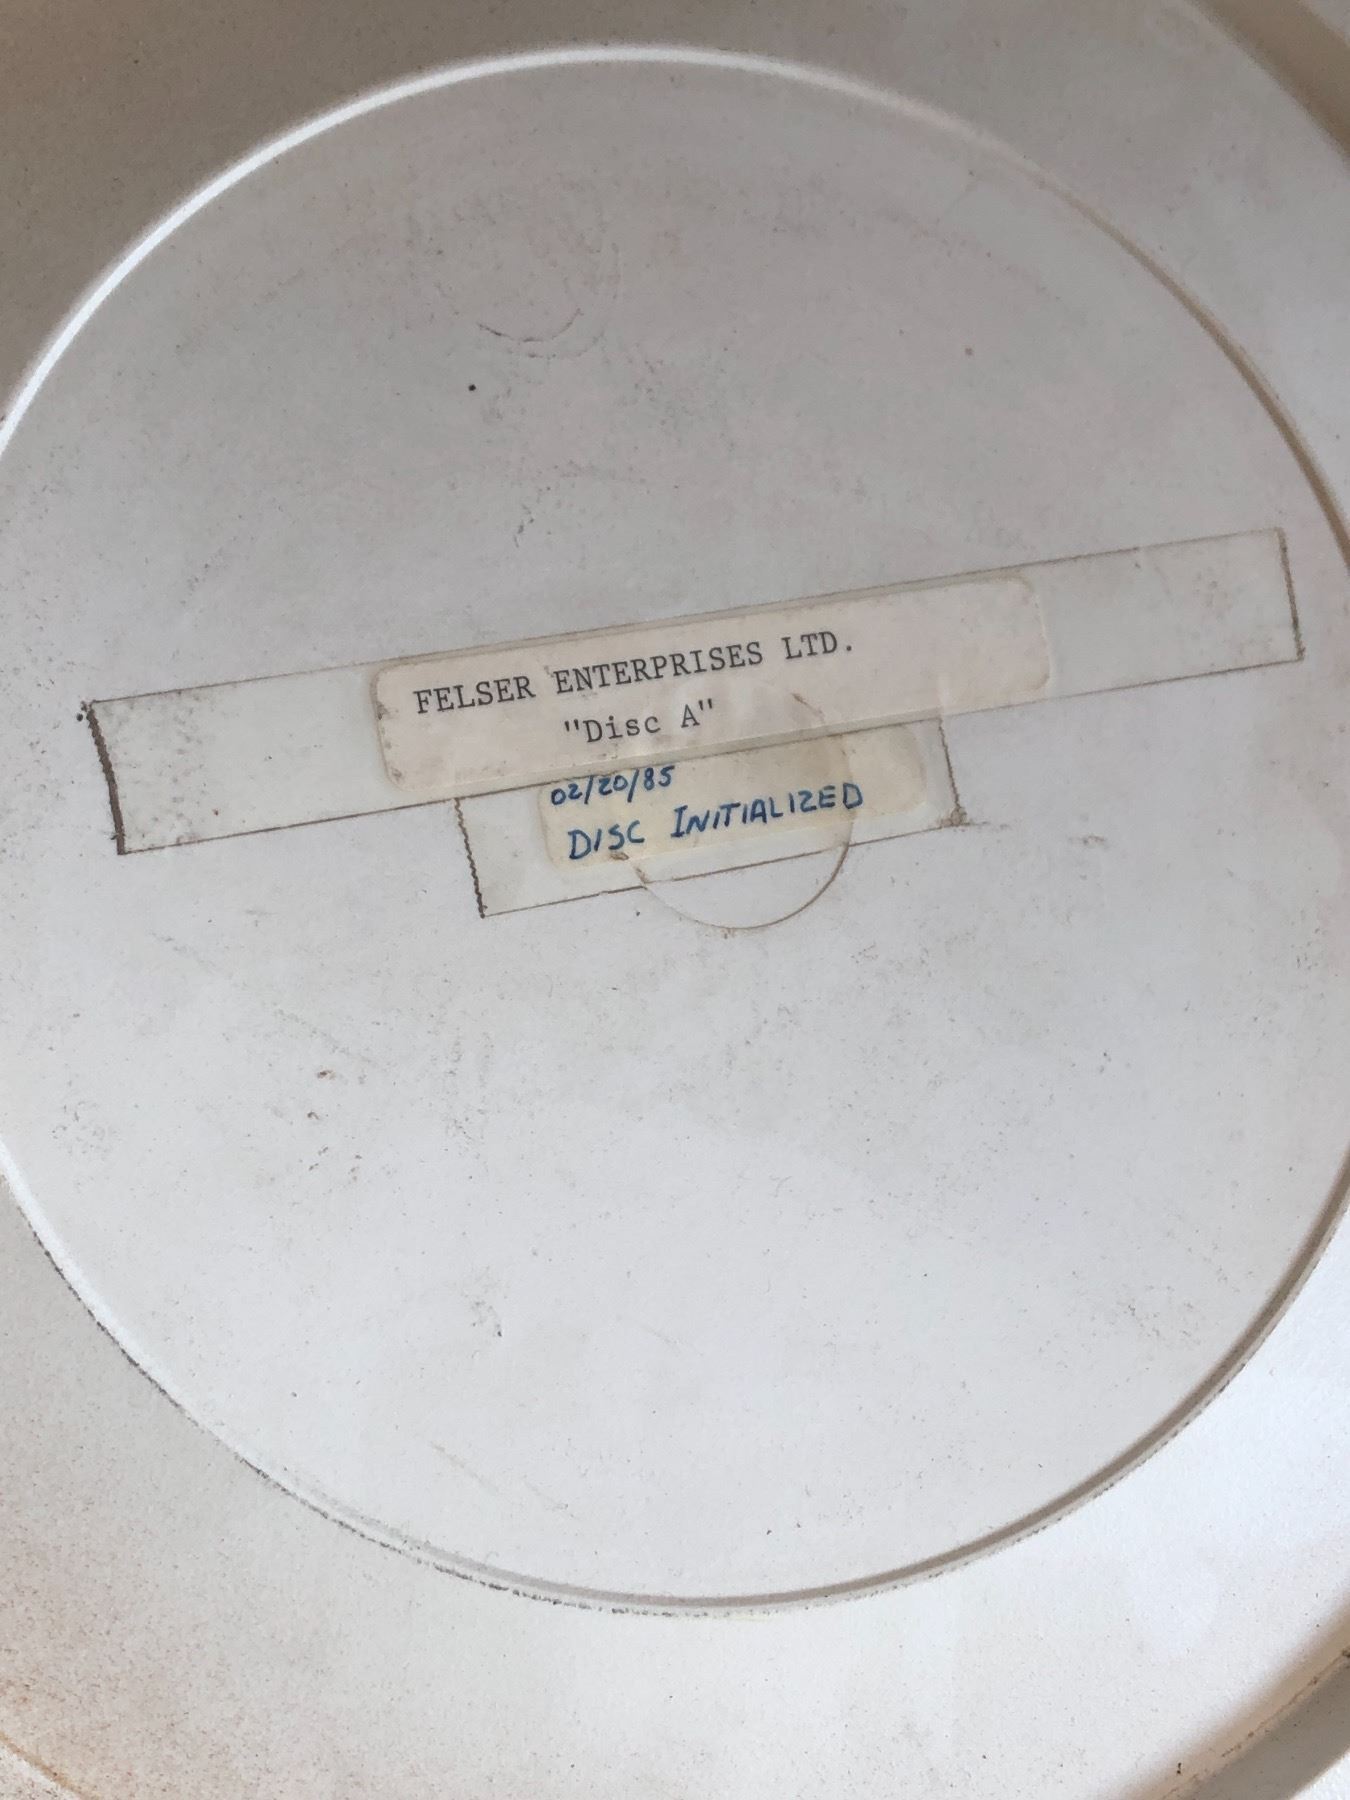 FELSER ENTERPRISES LTD.
"Disc A"
02/20/85
DISC INITIALIZED